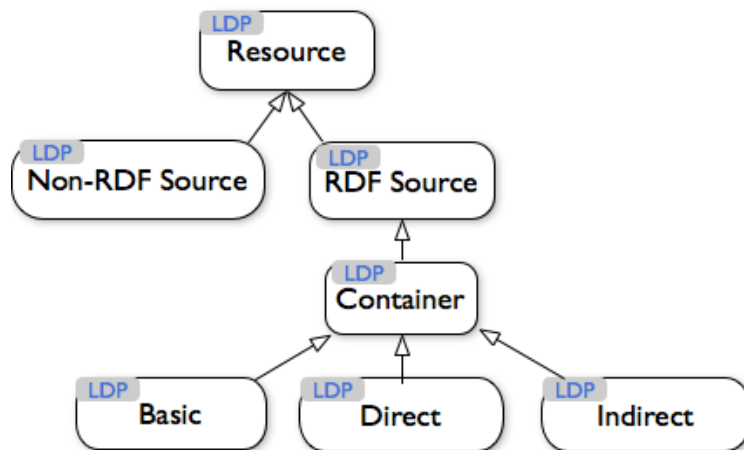 LDP
Resource
LDP
Non-RDF Source
LDP
RDF Source
LDP
Container
LDP
Basic
LDP
Direct
LDP
Indirect